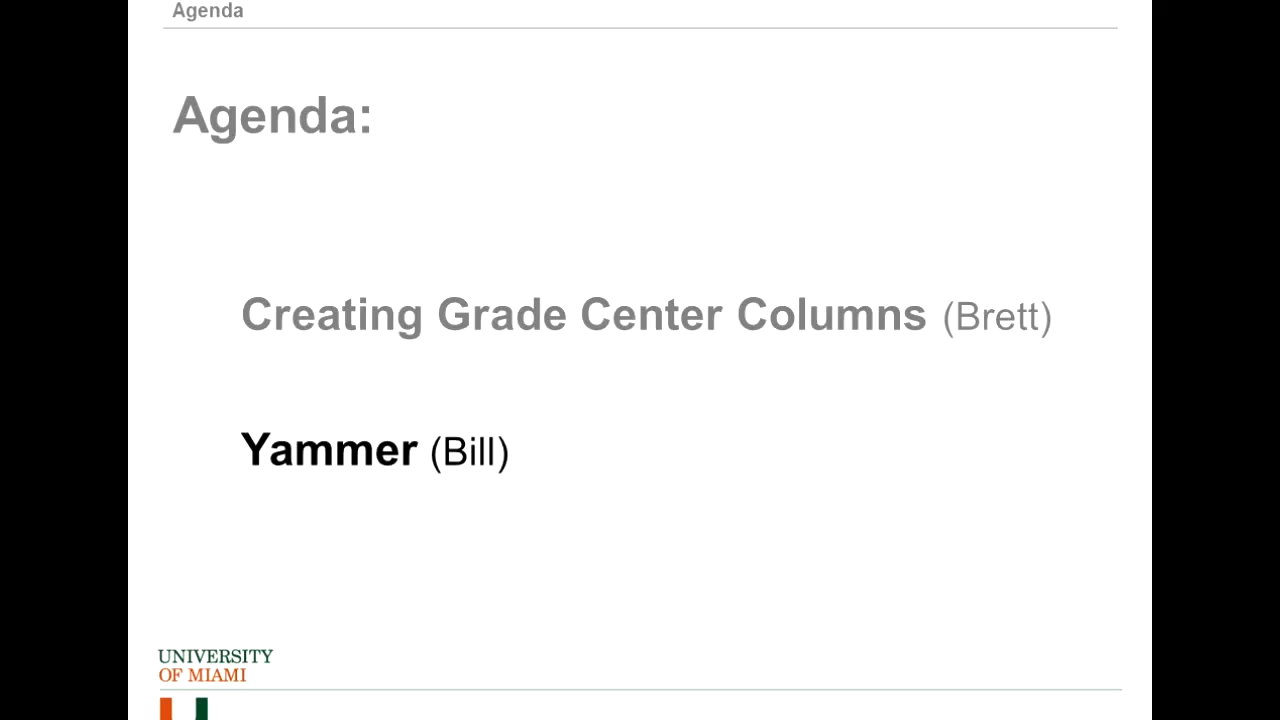 Agenda
Agenda:
Creating Grade Center Columns (Brett)
Yammer (Bill)
UNIVERSITY
OF MIAMI